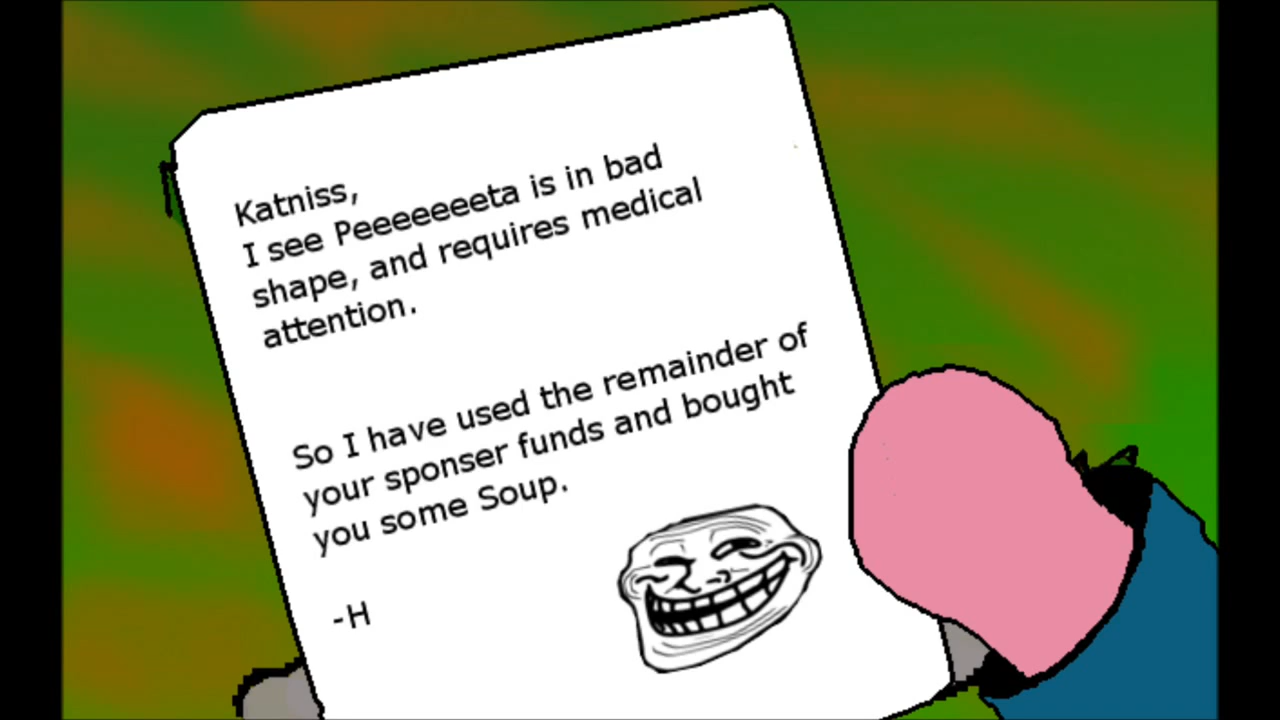 Katniss,
I see Peeeeeeeta is in bad
shape, and requires medical
attention.
So I have used the remainder of
your sponser funds and bought
you some Soup.
-H